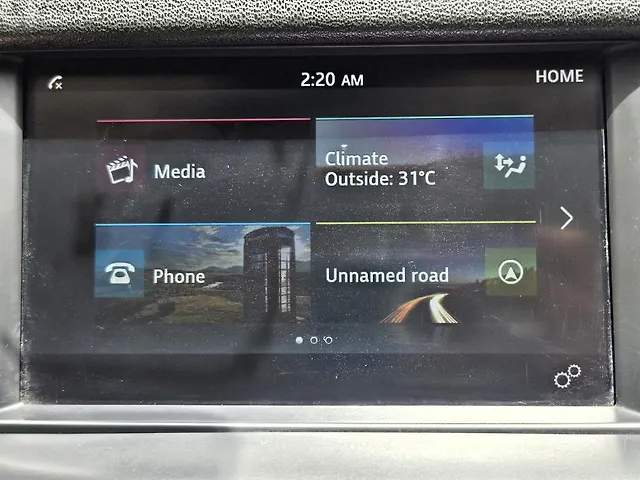 2:20 AM
HOME
Media
Climate
Outside: 31°C
Phone
Unnamed road